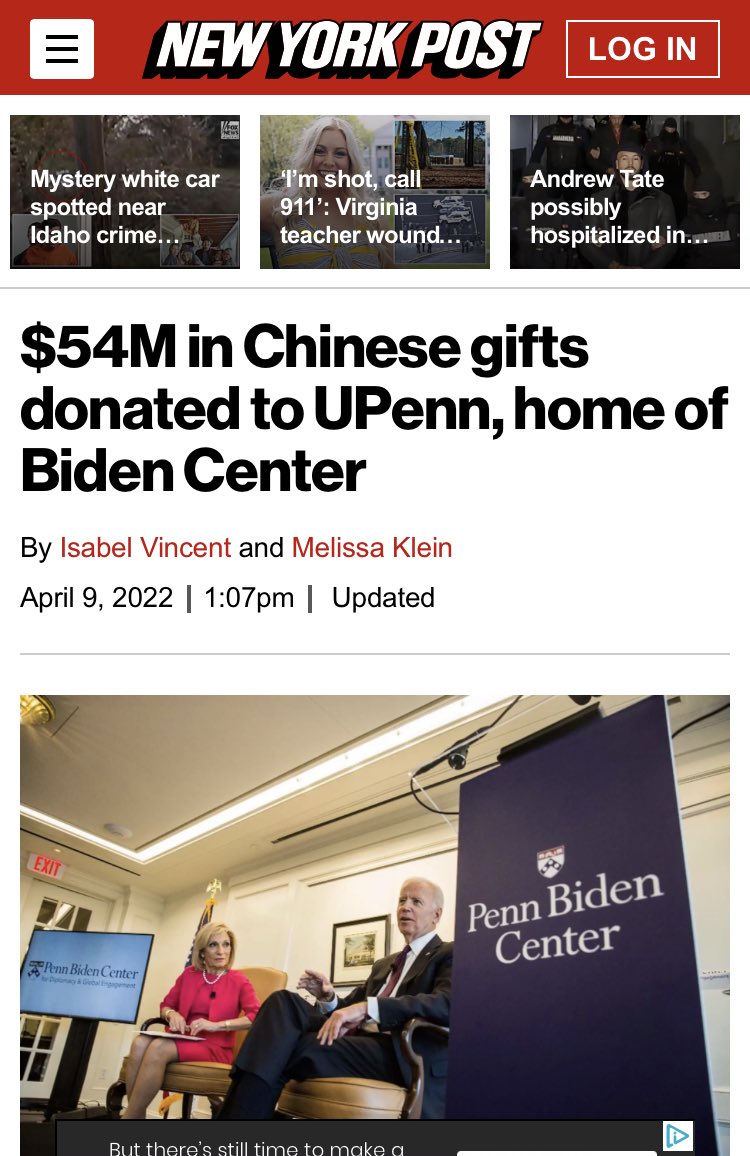 NEW YORK POST
LOG IN
FOX NEWS
Mystery white car
spotted near
Idaho crime...
‘I’m shot, call
911’: Virginia
teacher wound...
Andrew Tate
possibly
hospitalized in...
$54M in Chinese gifts
donated to UPenn, home of
Biden Center
By Isabel Vincent and Melissa Klein
April 9, 2022 | 1:07pm | Updated
EXIT
Penn Biden Center
for Diplomacy & Global Engagement
Penn Biden
Center
But there’s still time to make a